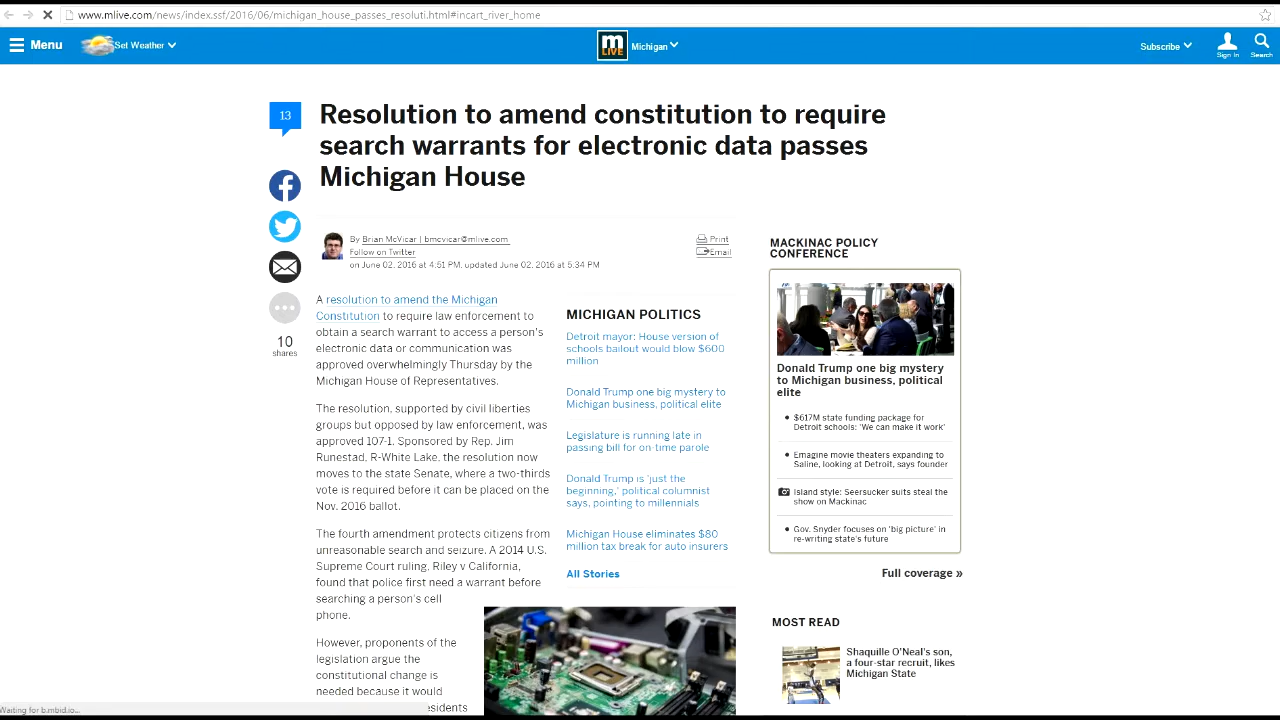 www.mlive.com/news/index.ssf/2016/06/michigan_house_passes_resoluti.html#incart_river_home
Menu
Set Weather
m
LIVE
Michigan
Subscribe
Sign In
Search
13
Resolution to amend constitution to require
search warrants for electronic data passes
Michigan House
By Brian McVicar | bmcvicar@mlive.com
Follow on Twitter
on June 02, 2016 at 4:51 PM, updated June 02, 2016 at 5:34 PM
Print
Email
10
shares
A resolution to amend the Michigan
Constitution to require law enforcement to
obtain a search warrant to access a person's
electronic data or communication was
approved overwhelmingly Thursday by the
Michigan House of Representatives.
The resolution, supported by civil liberties
groups but opposed by law enforcement, was
approved 107-1. Sponsored by Rep. Jim
Runestad, R-White Lake, the resolution now
moves to the state Senate, where a two-thirds
vote is required before it can be placed on the
Nov. 2016 ballot.
The fourth amendment protects citizens from
unreasonable search and seizure. A 2014 U.S.
Supreme Court ruling, Riley v California,
found that police first need a warrant before
searching a person's cell
phone.
However, proponents of the
legislation argue the
constitutional change is
needed because it would
esidents
MICHIGAN POLITICS
Detroit mayor: House version of
schools bailout would blow $600
million
Donald Trump one big mystery to
Michigan business, political elite
Legislature is running late in
passing bill for on-time parole
Donald Trump is 'just the
beginning,' political columnist
says, pointing to millennials
Michigan House eliminates $80
million tax break for auto insurers
All Stories
MACKINAC POLICY
CONFERENCE
Donald Trump one big mystery
to Michigan business, political
elite
$617M state funding package for
Detroit schools: 'We can make it work'
Emagine movie theaters expanding to
Saline, looking at Detroit, says founder
Island style: Seersucker suits steal the
show on Mackinac
Gov. Snyder focuses on 'big picture' in
re-writing state's future
Full coverage »
MOST READ
Shaquille O'Neal's son,
a four-star recruit, likes
Michigan State
Waiting for b.mbid.io...